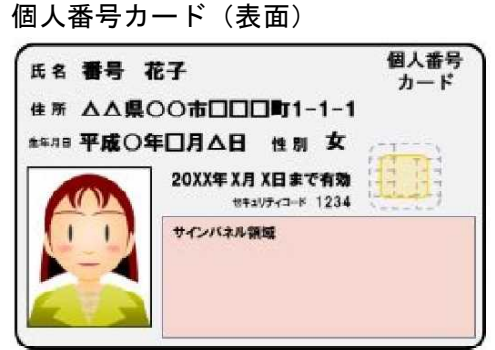 個人番号カード（表面）
氏名 番号 花子
個人番号
カード
住所 △△県○○市□□□町1-1-1
生年月日 平成○年□月△日 性別 女
20XX年X月X日まで有効
セキュリティコード 1234
サインパネル領域